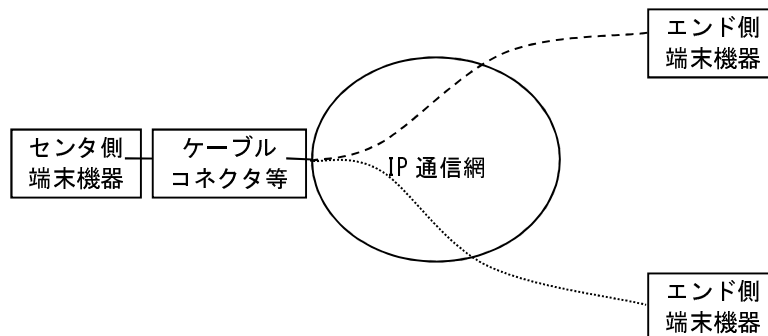 エンド側
端末機器
センタ側
端末機器
ケーブル
コネクタ等
IP 通信網
エンド側
端末機器